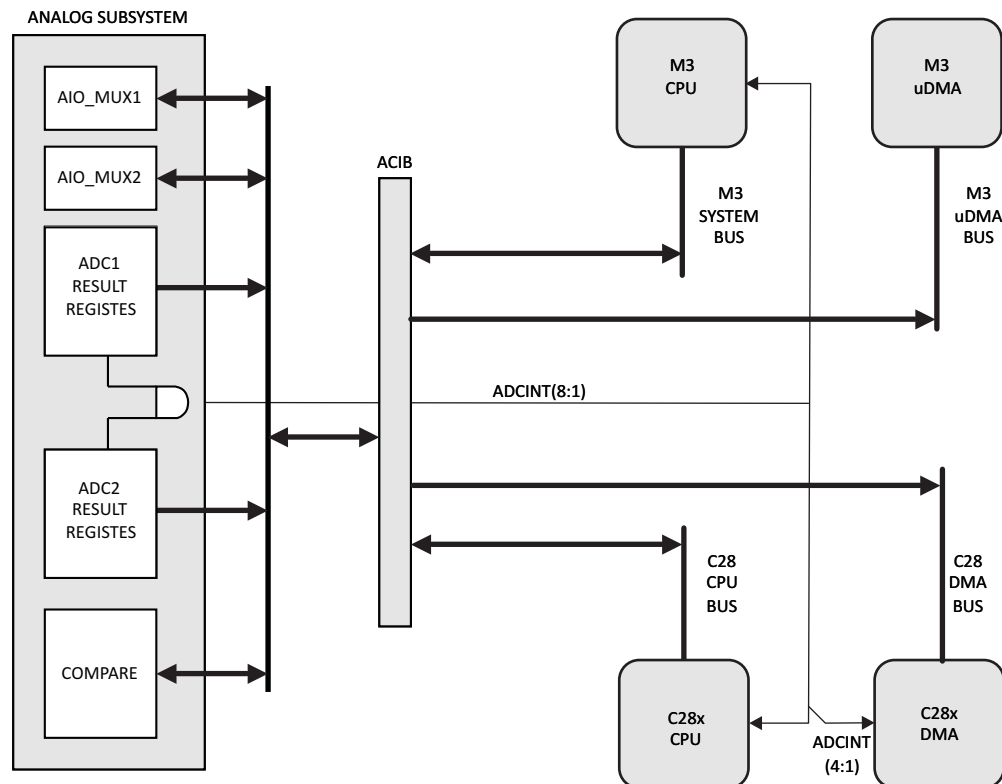 ANALOG SUBSYSTEM
AIO_MUX1
AIO_MUX2
ADC1
RESULT
REGISTES
ADC2
RESULT
REGISTES
COMPARE
ACIB
ADCINT(8:1)
M3
CPU
M3
SYSTEM
BUS
M3
uDMA
M3
uDMA
BUS
C28
CPU
BUS
C28
DMA
BUS
C28x
CPU
ADCINT
(4:1)
C28x
DMA